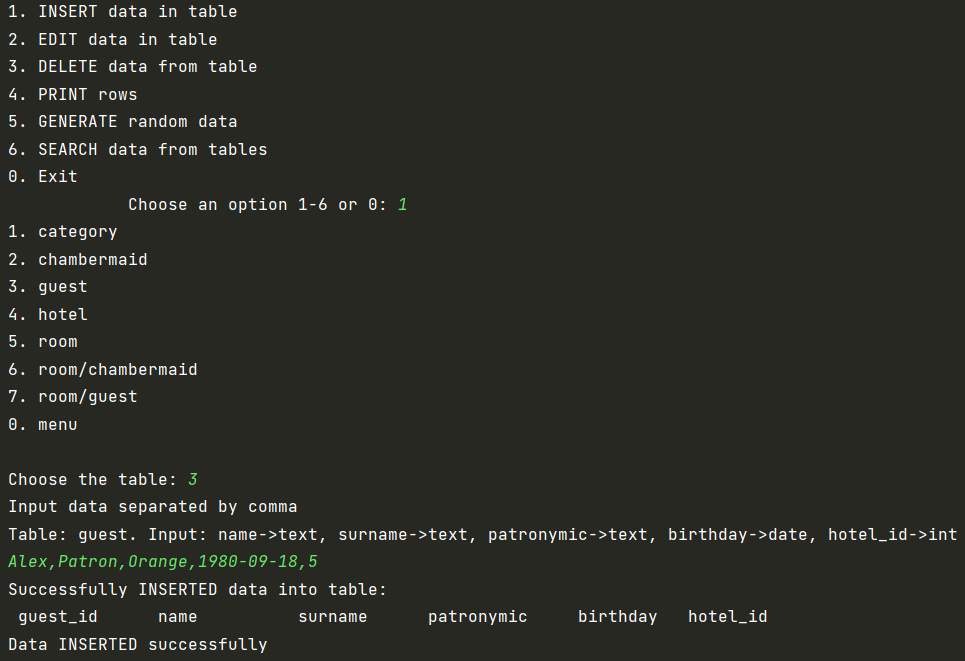 1. INSERT data in table
2. EDIT data in table
3. DELETE data from table
4. PRINT rows
5. GENERATE random data
6. SEARCH data from tables
0. Exit
Choose an option 1-6 or 0: 1
1. category
2. chambermaid
3. guest
4. hotel
5. room
6. room/chambermaid
7. room/guest
0. menu
Choose the table: 3
Input data separated by comma
Table: guest. Input: name->text, surname->text, patronymic->text, birthday->date, hotel_id->int
Alex,Patron,Orange,1980-09-18,5
Successfully INSERTED data into table:
guest_id name surname patronymic birthday hotel_id
Data INSERTED successfully